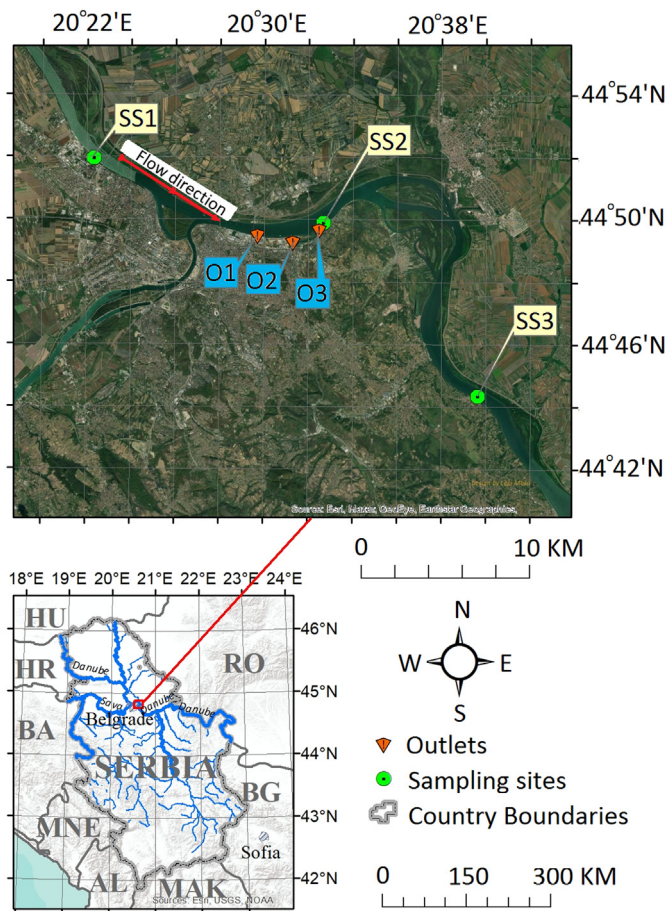 20°22'E 20°30'E 20°38'E
SS1
44°54'N
Flow direction
SS2
44°50'N
O1 O2 O3
SS3
44°46'N
44°42'N
Source: Esri, Maxar, GeoEye, Earthstar Geographics,
0 10 KM
18°E 19°E 20°E 21°E 22°E 23°E 24°E
HU
46°N
HR
RO
Danube
45°N
Sava
Danube
Danube
BA
Belgrade
44°N
SERBIA
BG
43°N
MNE
Sofia
AL
MAK
42°N
Sources: Esri, USGS, NOAA
N
W E
S
Outlets
Sampling sites
Country Boundaries
0 150 300 KM